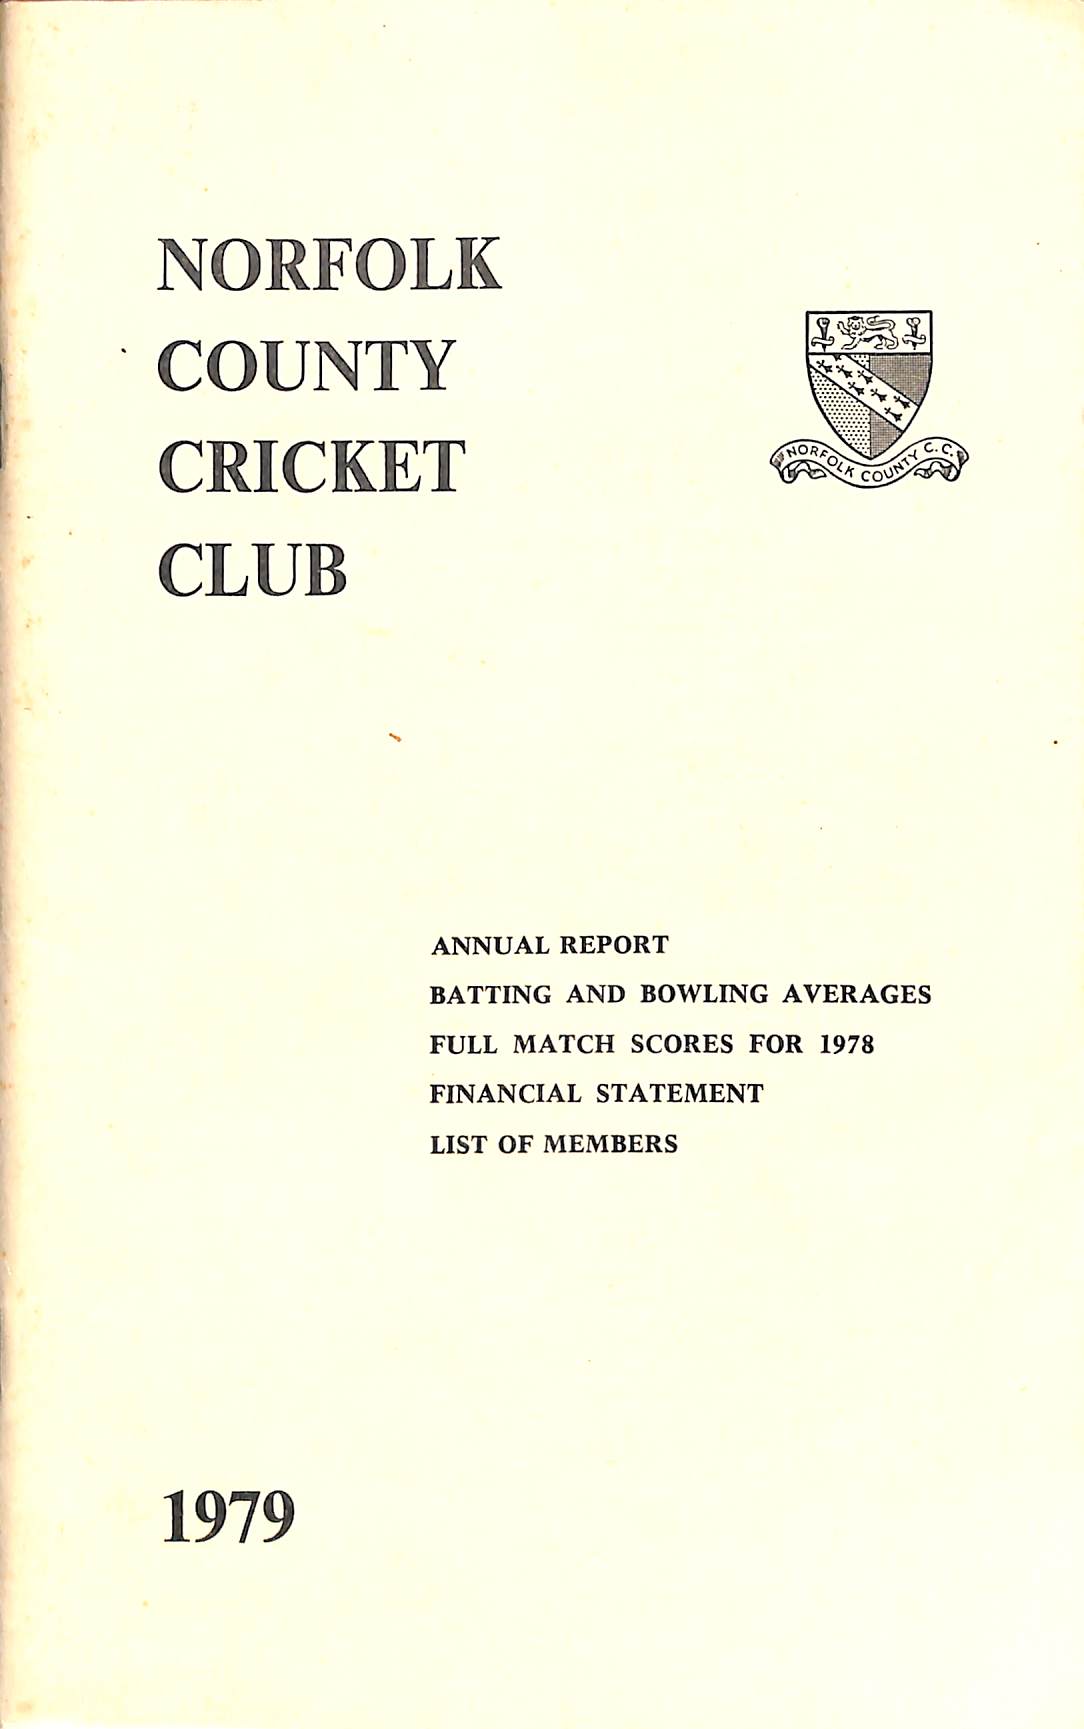 NORFOLK
COUNTY
CRICKET
CLUB
NORFOLK COUNTY C.C.
ANNUAL REPORT
BATTING AND BOWLING AVERAGES
FULL MATCH SCORES FOR 1978
FINANCIAL STATEMENT
LIST OF MEMBERS
1979